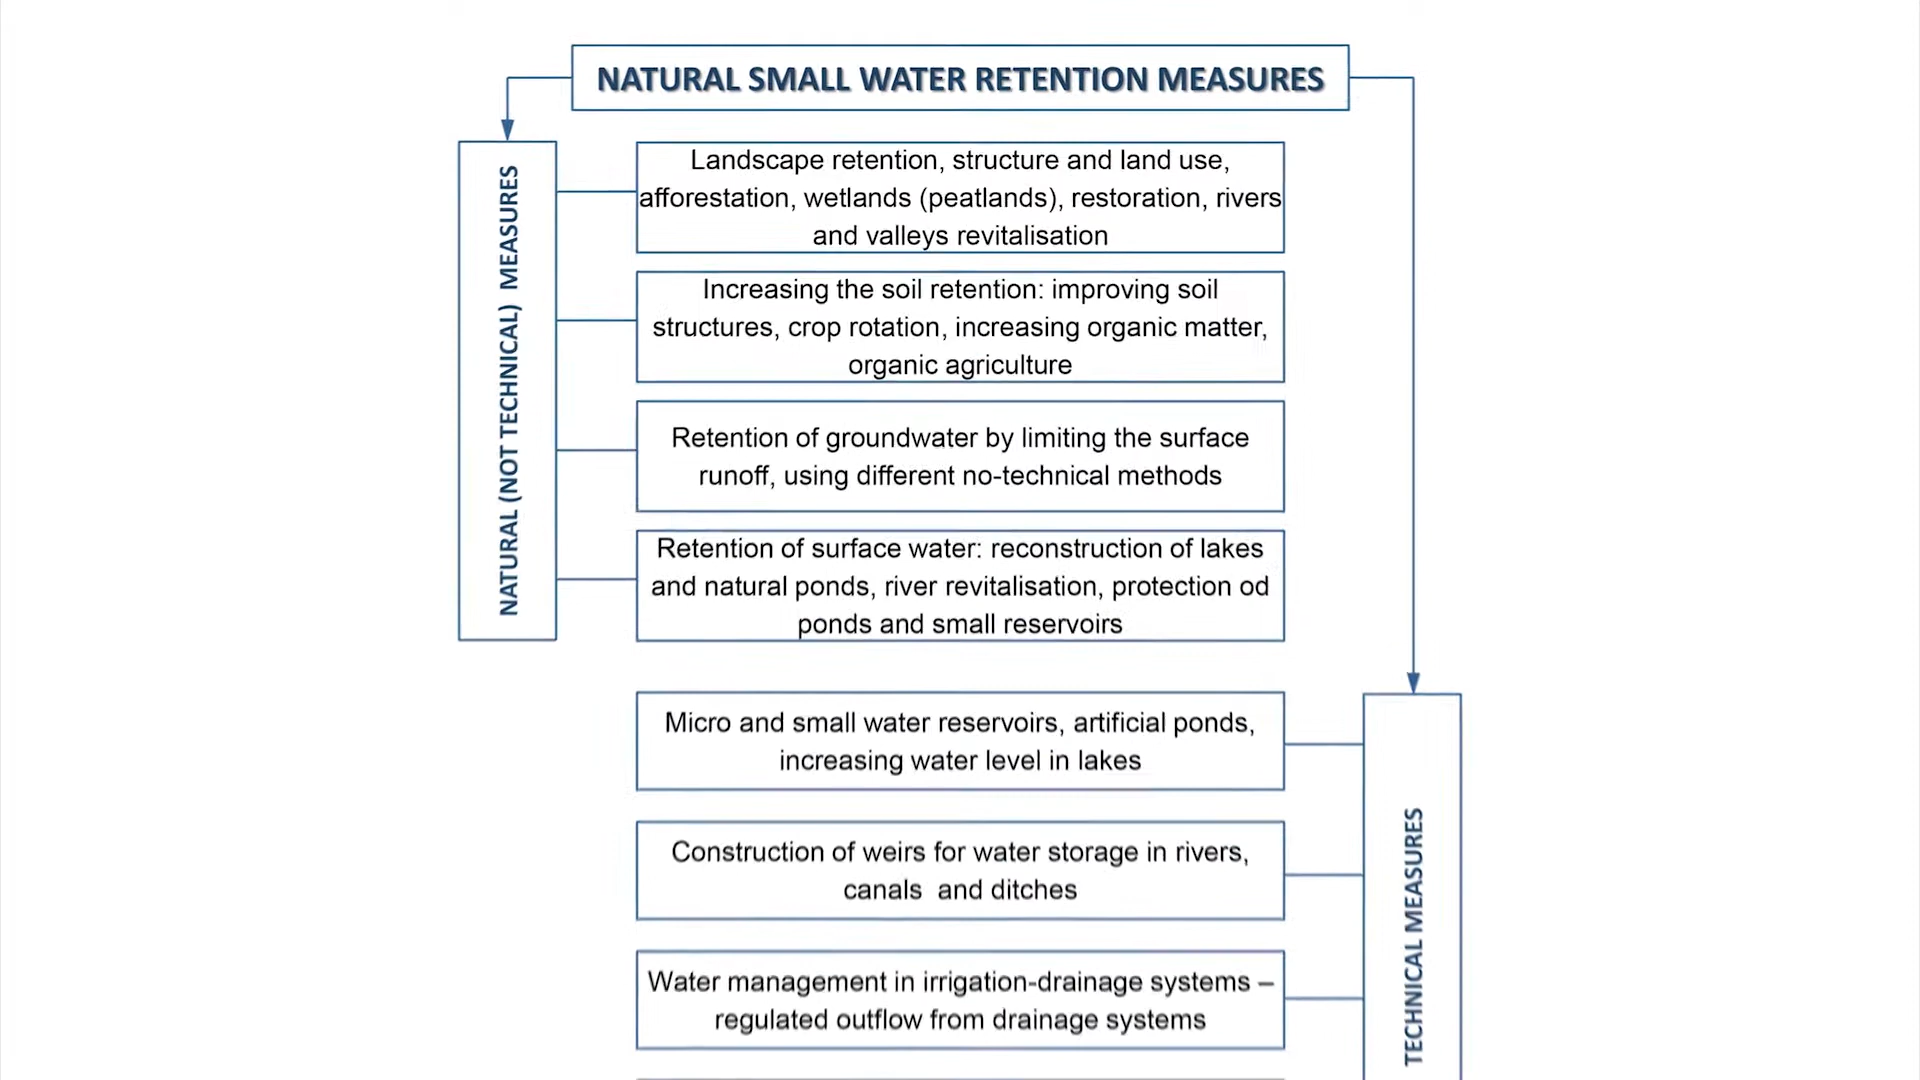 NATURAL SMALL WATER RETENTION MEASURES
NATURAL (NOT TECHNICAL) MEASURES
Landscape retention, structure and land use,
afforestation, wetlands (peatlands), restoration, rivers
and valleys revitalisation
Increasing the soil retention: improving soil
structures, crop rotation, increasing organic matter,
organic agriculture
Retention of groundwater by limiting the surface
runoff, using different no-technical methods
Retention of surface water: reconstruction of lakes
and natural ponds, river revitalisation, protection od
ponds and small reservoirs
TECHNICAL MEASURES
Micro and small water reservoirs, artificial ponds,
increasing water level in lakes
Construction of weirs for water storage in rivers,
canals  and ditches
Water management in irrigation-drainage systems –
regulated outflow from drainage systems